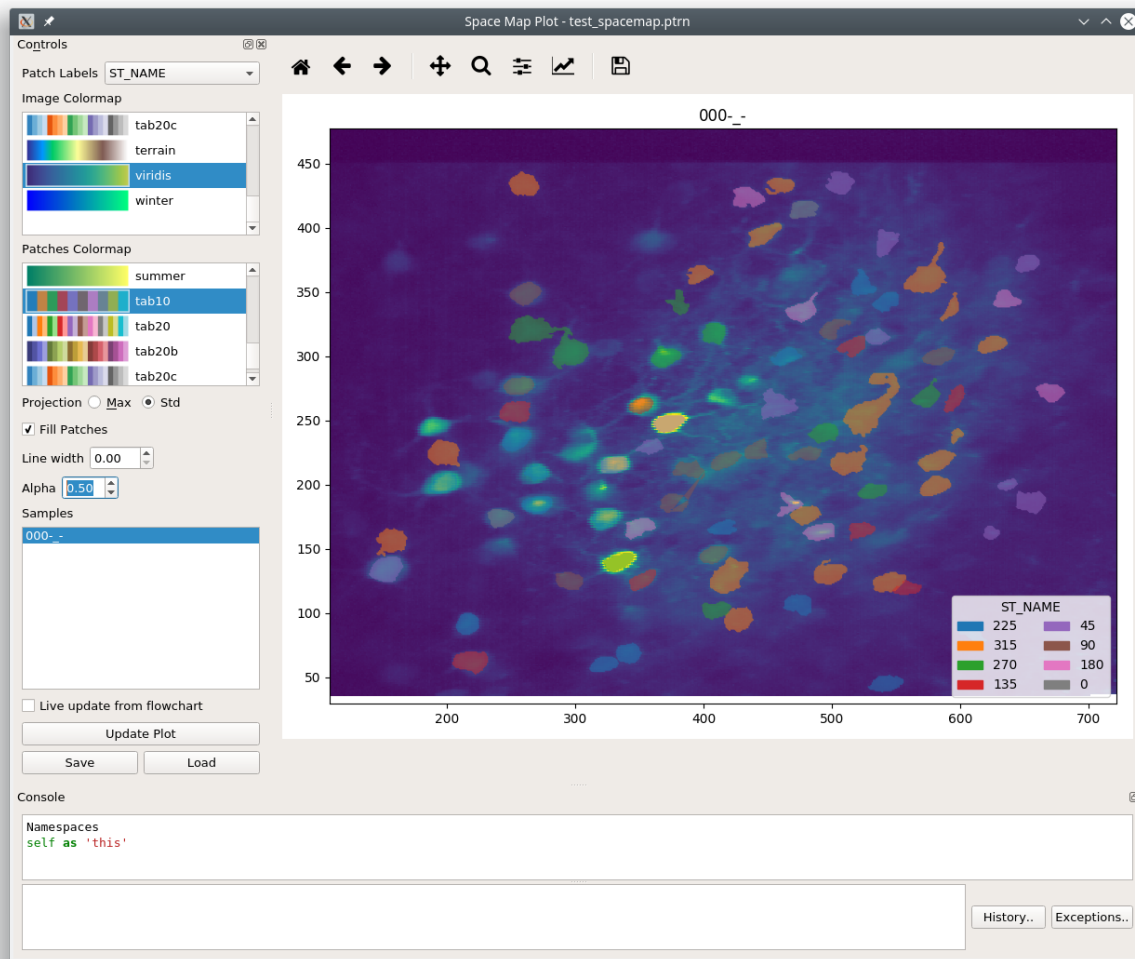 Space Map Plot - test_spacemap.ptrn
Controls
Patch Labels ST_NAME
Image Colormap
tab20c
terrain
viridis
winter
Patches Colormap
summer
tab10
tab20
tab20b
tab20c
Projection Max Std
Fill Patches
Line width 0.00
Alpha 0.50
Samples
000-_-
Live update from flowchart
Update Plot
Save Load
000-_-
450
400
350
300
250
200
150
100
50
200 300 400 500 600 700
ST_NAME
225 45
315 90
270 180
135 0
Console
Namespaces
self as 'this'
History.. Exceptions..